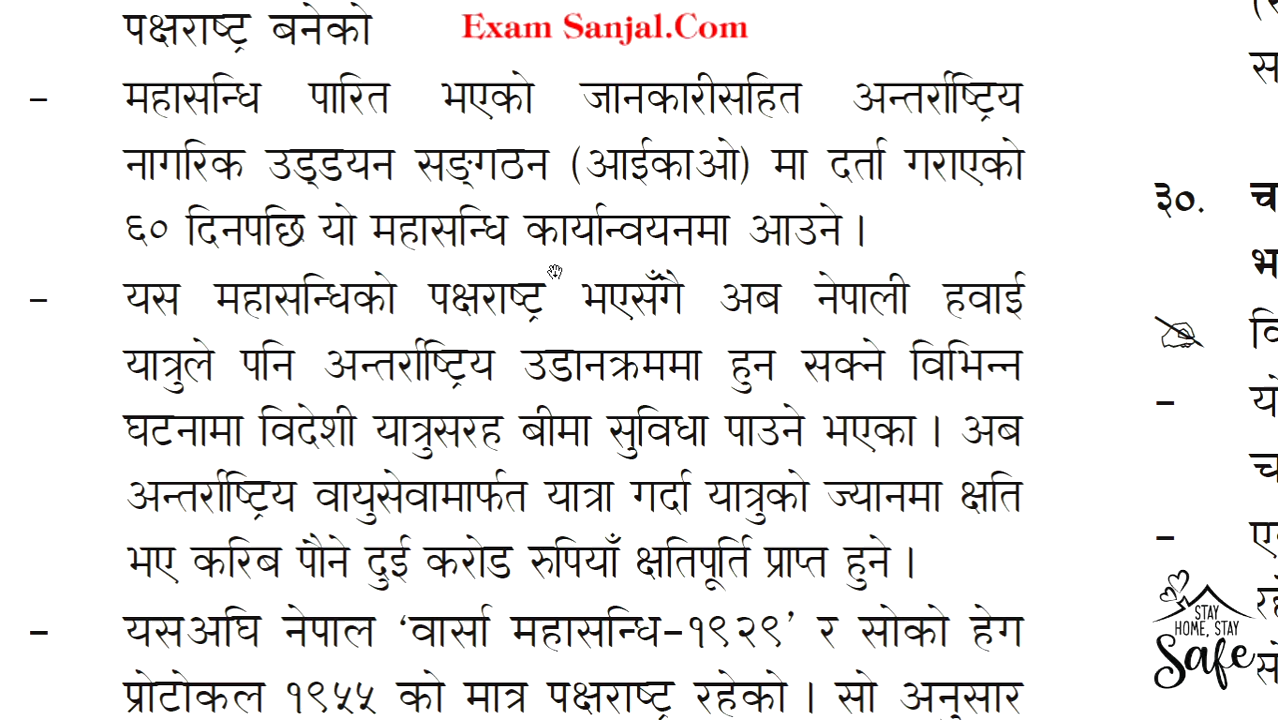 पक्षराष्ट्र बनेको
Exam Sanjal.Com
– महासन्धि पारित भएको जानकारीसहित अन्तर्राष्ट्रिय
नागरिक उड्डयन सङ्गठन (आईकाओ) मा दर्ता गराएको
६० दिनपछि यो महासन्धि कार्यान्वयनमा आउने ।
– यस महासन्धिको पक्षराष्ट्र भएसँगै अब नेपाली हवाई
यात्रुले पनि अन्तर्राष्ट्रिय उडानक्रममा हुन सक्ने विभिन्न
घटनामा विदेशी यात्रुसरह बीमा सुविधा पाउने भएका । अब
अन्तर्राष्ट्रिय वायुसेवामार्फत यात्रा गर्दा यात्रुको ज्यानमा क्षति
भए करिब पौने दुई करोड रुपियाँ क्षतिपूर्ति प्राप्त हुने ।
– यसअघि नेपाल ‘वार्सा महासन्धि-१९२९’ र सोको हेग
प्रोटोकल १९५५ को मात्र पक्षराष्ट्र रहेको । सो अनुसार
३०.
STAY
HOME, STAY
Safe